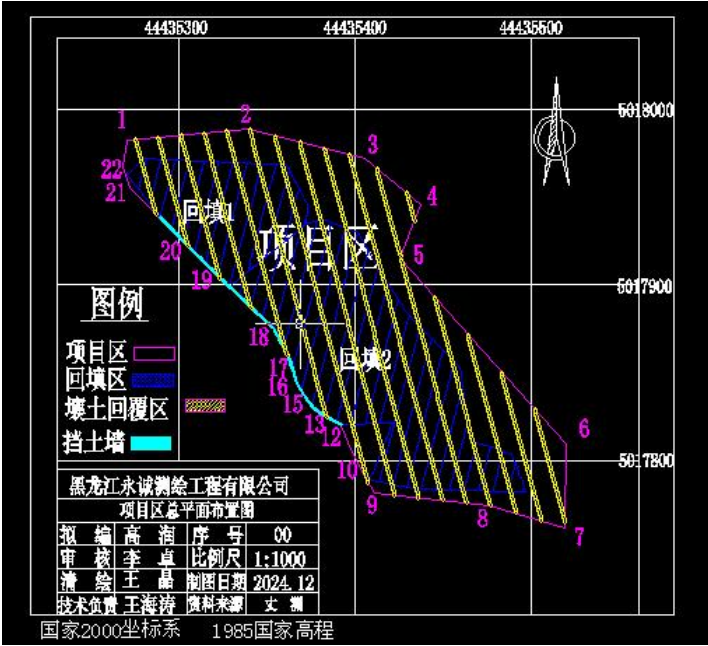 44435300 44435400 44435500
5018000
1 2 3 4 5
22
21
回填1
项目区
20
19
5017900
图例
18
项目区
回填区
壤土回覆区
挡土墙
回填2
17
16
15
13
12
10
6
5017800
9 8 7
黑龙江永诚测绘工程有限公司
项目区总平面布置图
拟 编 高 润 序 号 00
审 核 李 卓 比例尺 1:1000
清 绘 王 晶 制图日期 2024.12
技术负责 王海涛 资料来源
国家2000坐标系 1985国家高程